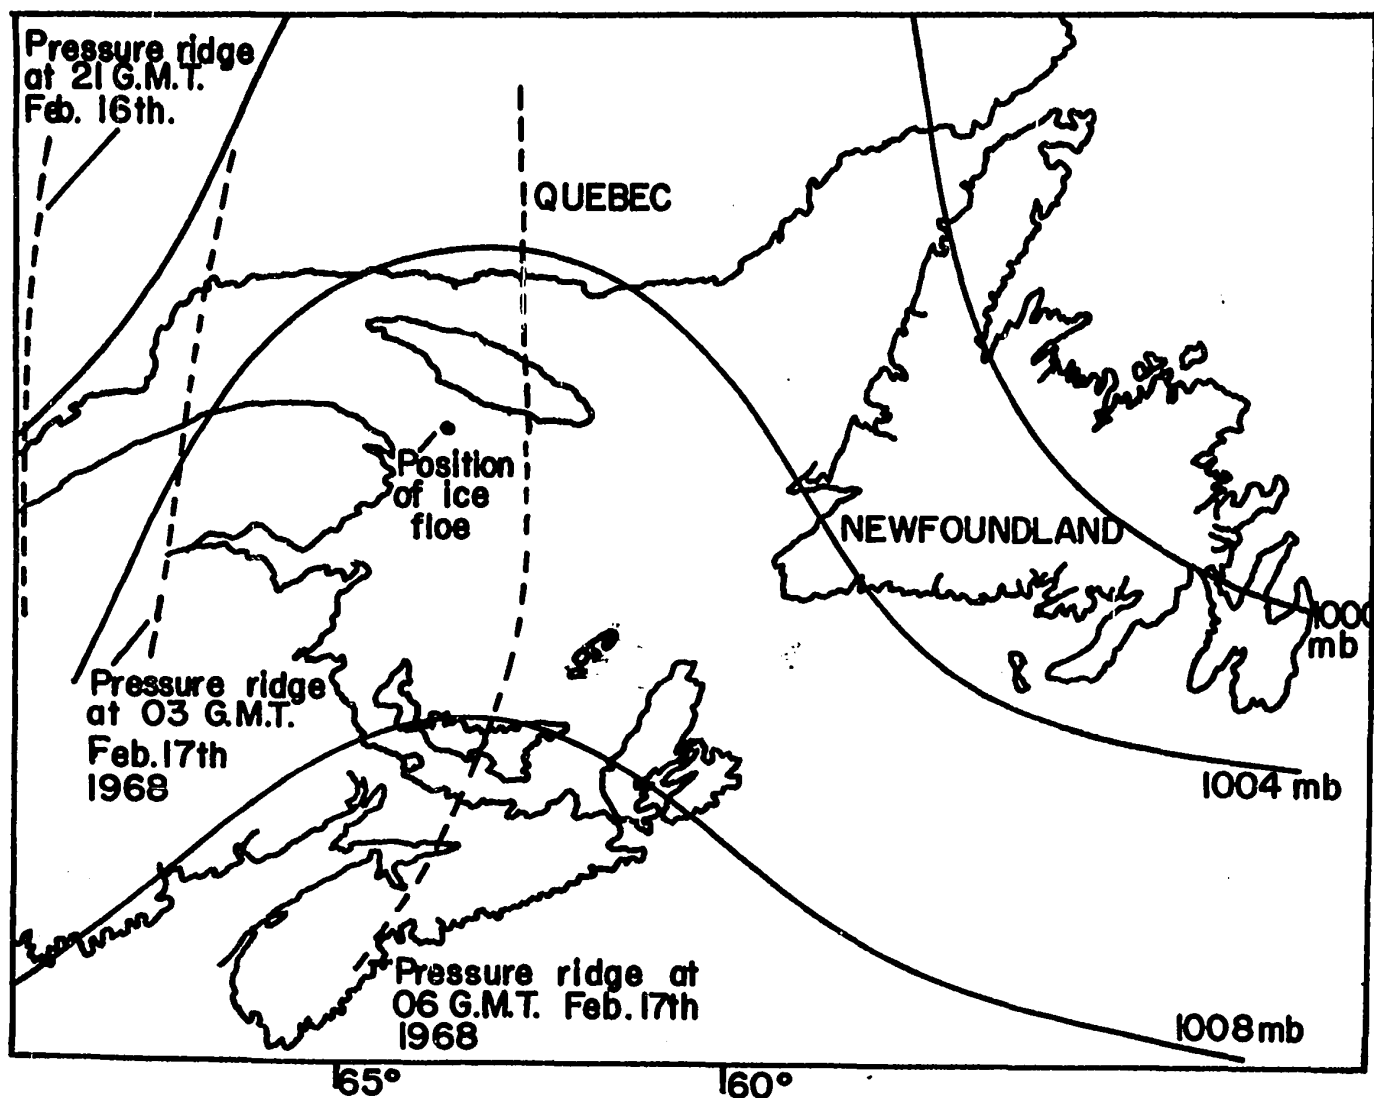 Pressure ridge
at 21 G.M.T.
Feb. 16th.
QUEBEC
Position
of ice
floe
NEWFOUNDLAND
1000
mb
Pressure ridge
at 03 G.M.T.
Feb. 17th
1968
1004 mb
Pressure ridge at
06 G.M.T. Feb. 17th
1968
1008 mb
65°
60°